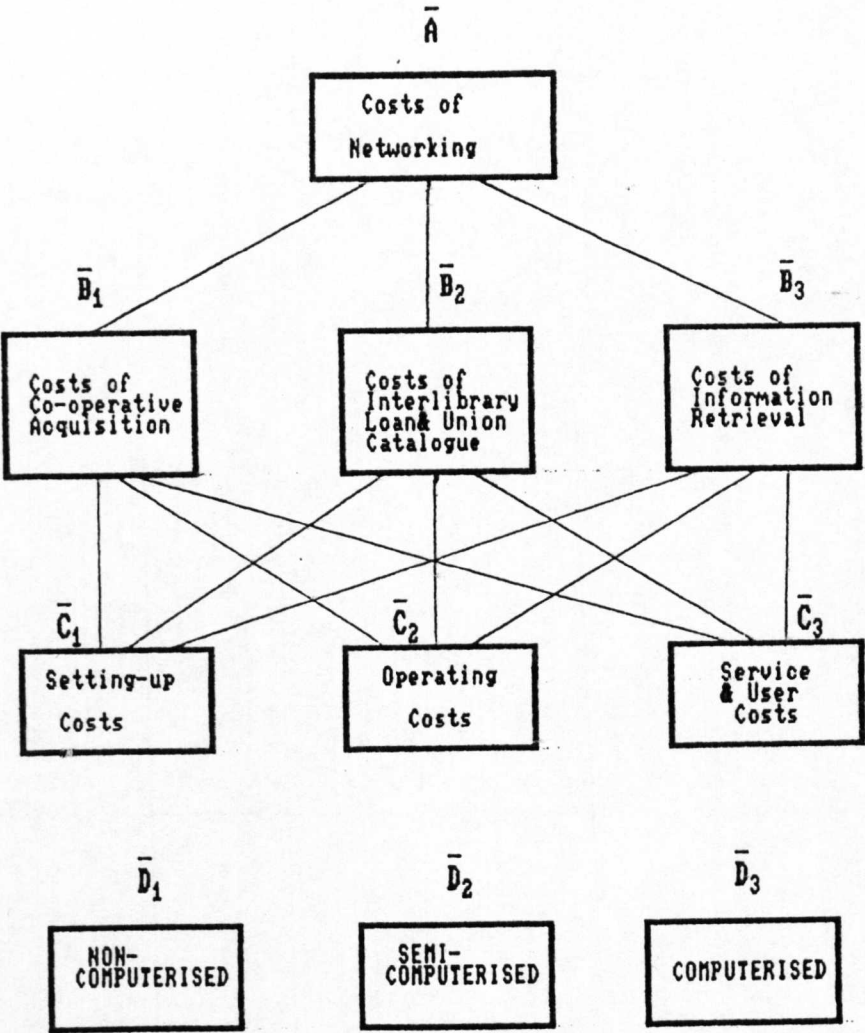 Ā
Costs of
Networking
B̄₁
B̄₂
B̄₃
Costs of
Co-operative
Acquisition
Costs of
Interlibrary
Loan& Union
Catalogue
Costs of
Information
Retrieval
C̄₁
C̄₂
C̄₃
Setting-up
Costs
Operating
Costs
Service
& User
Costs
D̄₁
D̄₂
D̄₃
NON-
COMPUTERISED
SEMI-
COMPUTERISED
COMPUTERISED